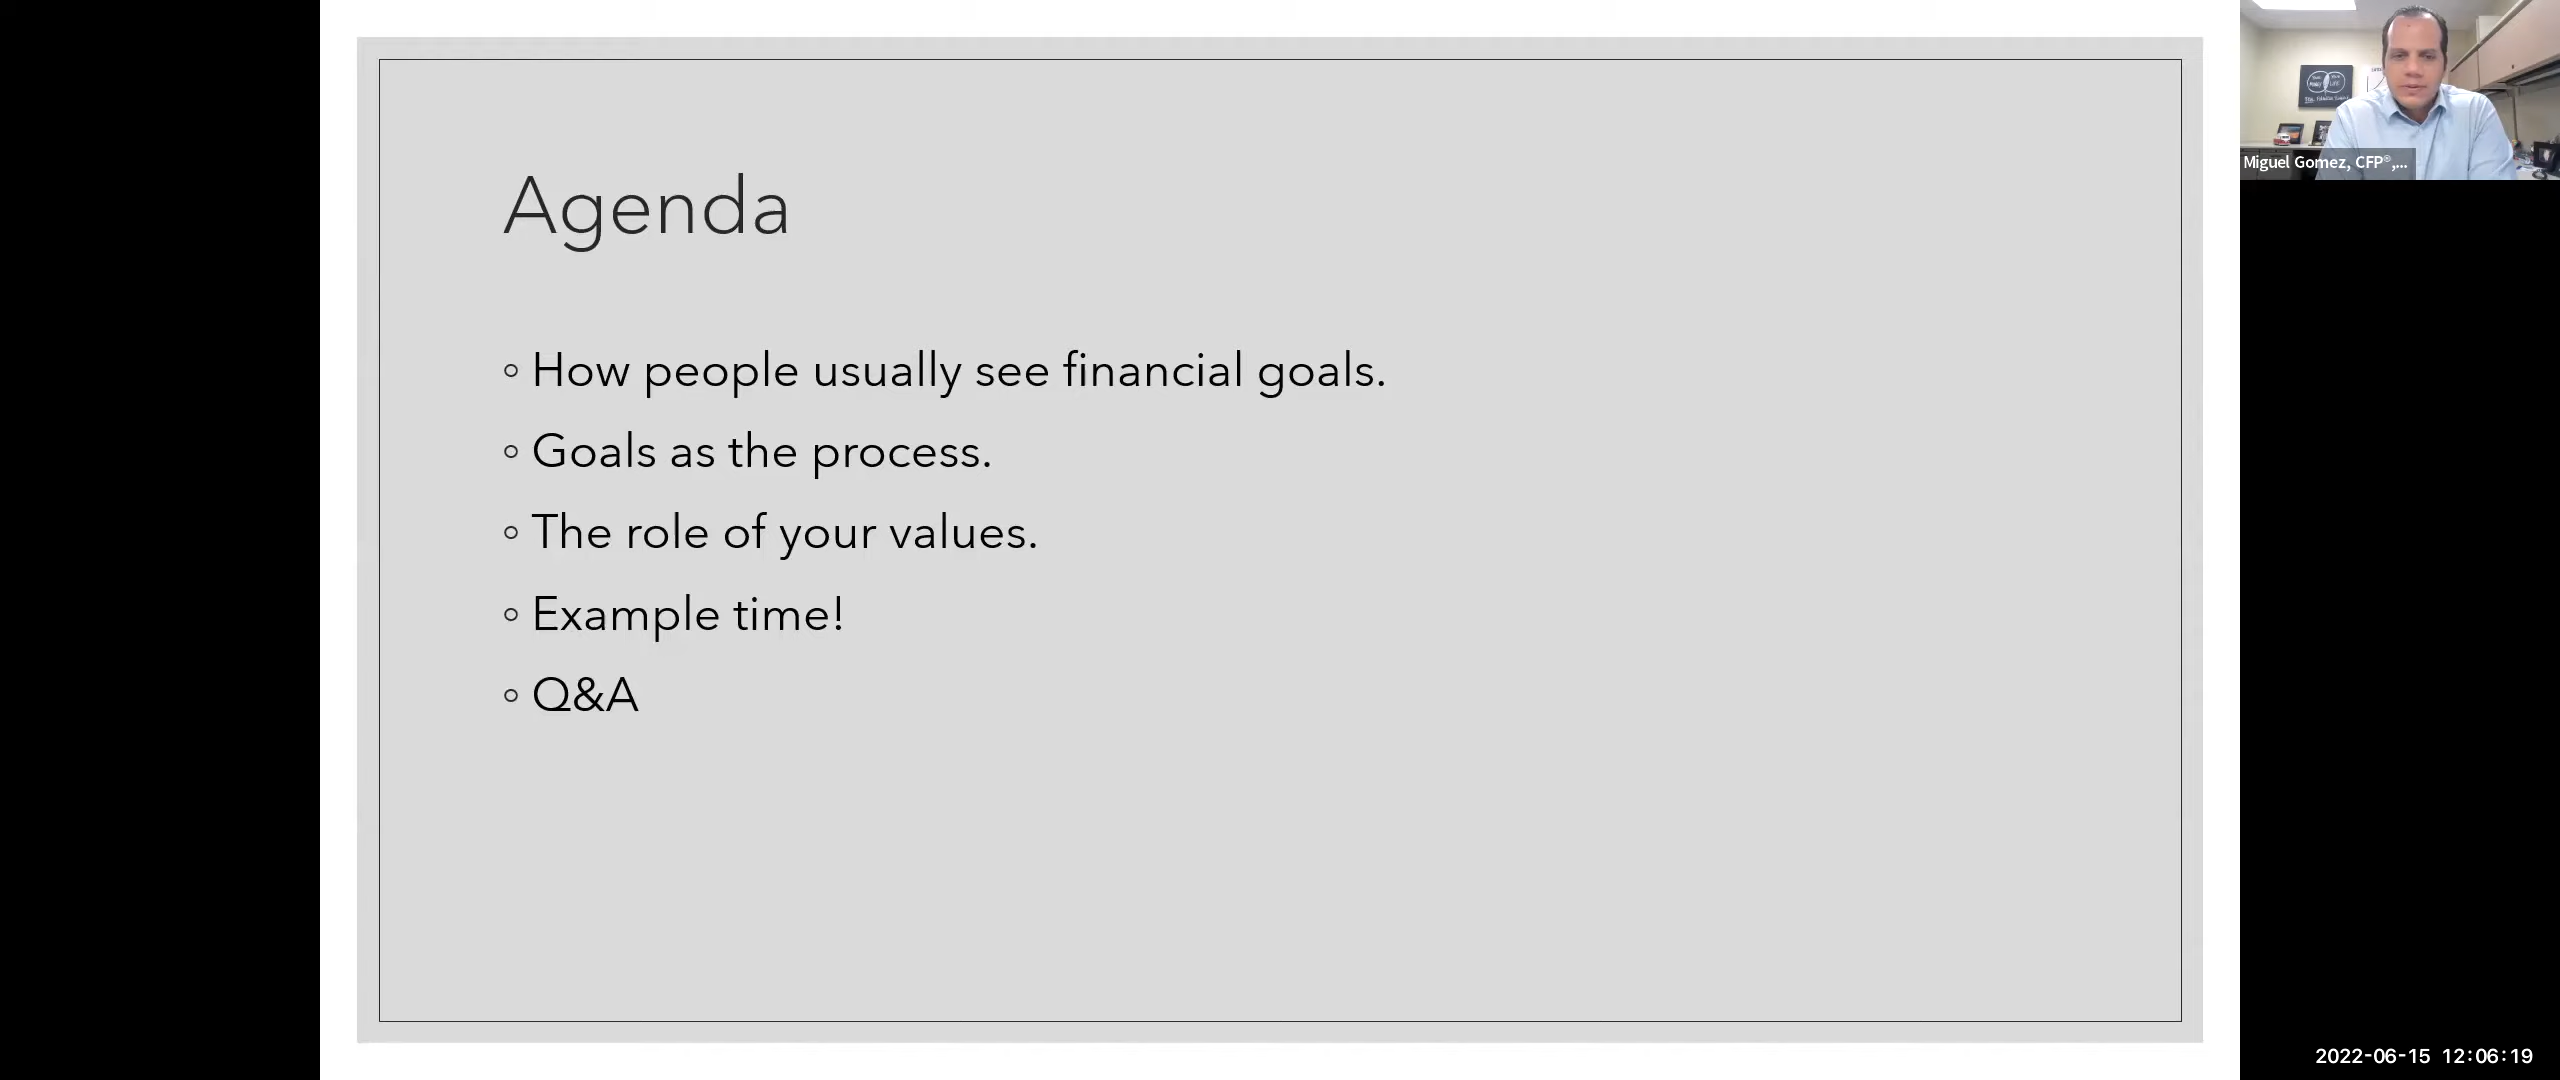 Agenda
◦ How people usually see financial goals.
◦ Goals as the process.
◦ The role of your values.
◦ Example time!
◦ Q&A
Miguel Gomez, CFP®,...
2022-06-15 12:06:19